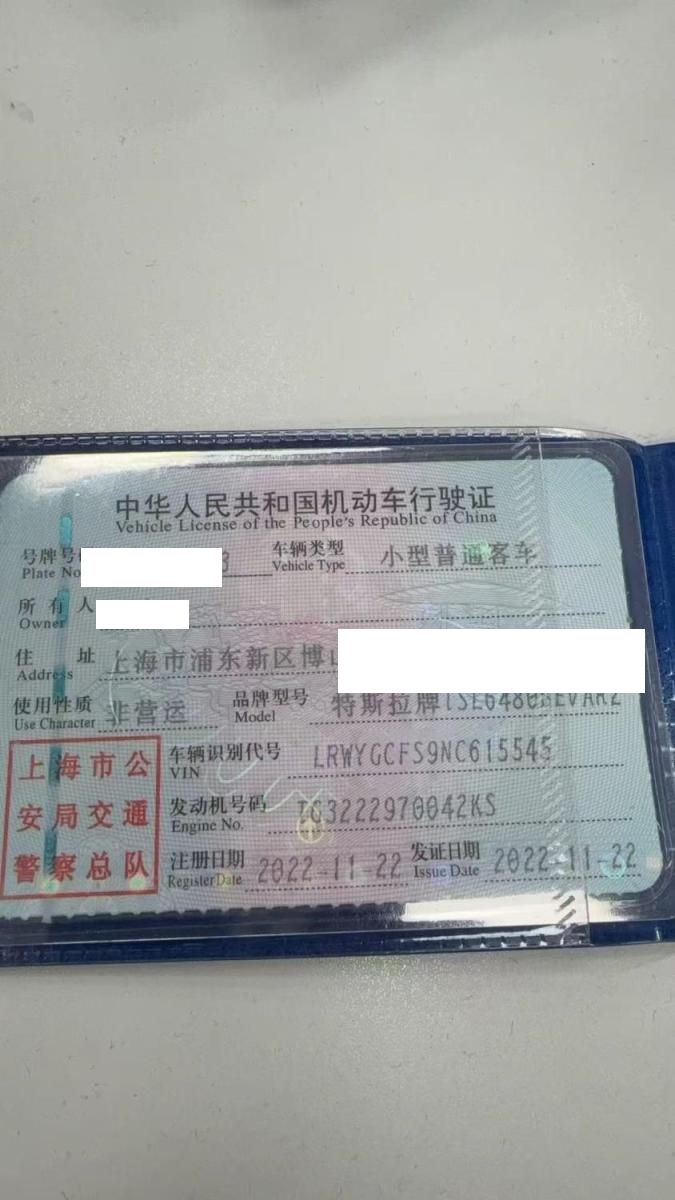 中华人民共和国机动车行驶证
Vehicle License of the People's Republic of China
号牌号 3 车辆类型 小型普通客车
Plate No Vehicle Type
所有人
Owner
住址 上海市浦东新区博
Address
使用性质 非营运 品牌型号 特斯拉牌
Use Character Model
上海市公安局交通警察总队
车辆识别代号 LRWYGCFS9NC615545
VIN
发动机号码 TG3222970042KS
Engine No.
注册日期 2022-11-22 发证日期 2022-11-22
Register Date Issue Date